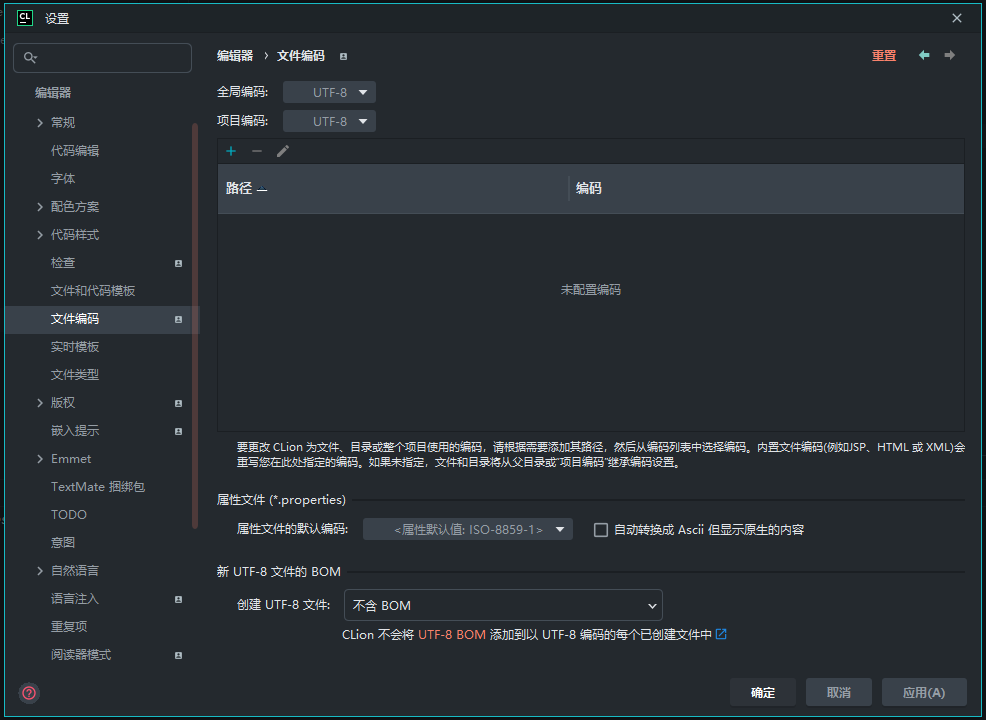 CL 设置
编辑器 › 文件编码
重置
全局编码: UTF-8
项目编码: UTF-8
路径
编码
未配置编码
要更改 CLion 为文件、目录或整个项目使用的编码，请根据需要添加其路径，然后从编码列表中选择编码。内置文件编码(例如JSP、HTML 或 XML)会
重写您在此处指定的编码。如果未指定，文件和目录将从父目录或"项目编码"继承编码设置。
属性文件 (*.properties)
属性文件的默认编码: <属性默认值: ISO-8859-1> 自动转换成 Ascii 但显示原生的内容
新 UTF-8 文件的 BOM
创建 UTF-8 文件: 不含 BOM
CLion 不会将 UTF-8 BOM 添加到以 UTF-8 编码的每个已创建文件中
编辑器
常规
代码编辑
字体
配色方案
代码样式
检查
文件和代码模板
文件编码
实时模板
文件类型
版权
嵌入提示
Emmet
TextMate 捆绑包
TODO
意图
自然语言
语言注入
重复项
阅读器模式
?
确定
取消
应用(A)